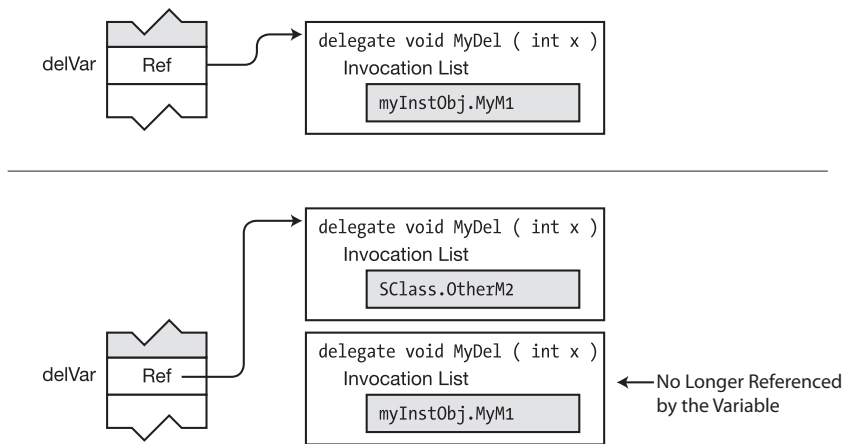 delegate void MyDel ( int x )
delVar
Ref
Invocation List
myInstObj.MyM1
delegate void MyDel ( int x )
Invocation List
SClass.OtherM2
delegate void MyDel ( int x )
delVar
Ref
Invocation List
No Longer Referenced
by the Variable
myInstObj.MyM1